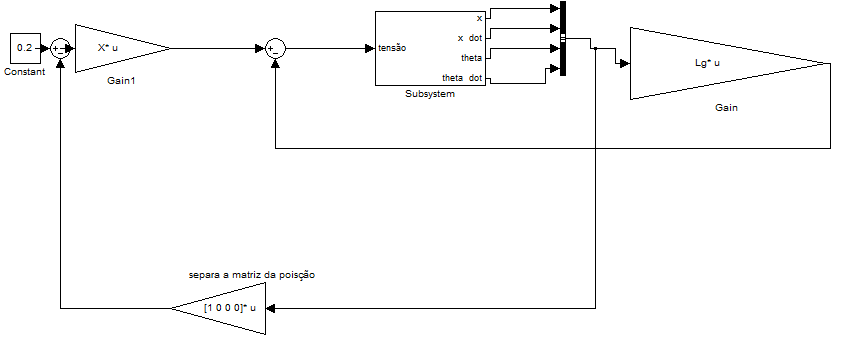 0.2
Constant
X* u
Gain1
tensão
x
x dot
theta
theta dot
Subsystem
Lg* u
Gain
separa a matriz da poisção
[1 0 0 0]* u